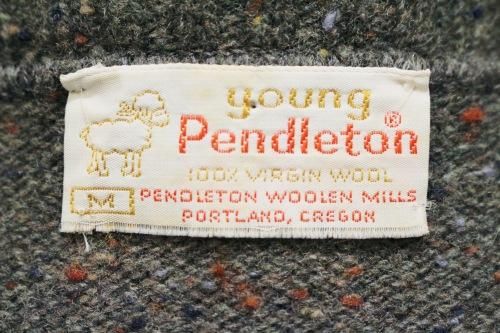 young
Pendleton®
100% VIRGIN WOOL
M
PENDLETON WOOLEN MILLS
PORTLAND, OREGON